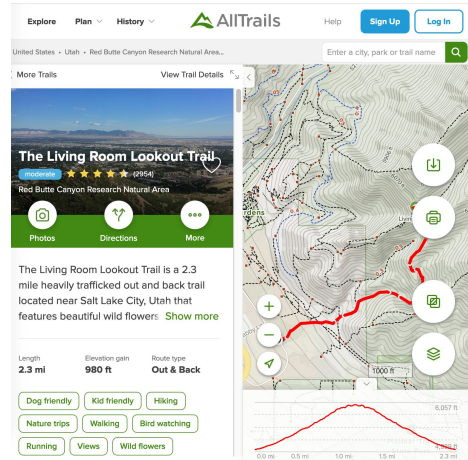 Explore Plan History AllTrails Help Sign Up Log In
United States • Utah • Red Butte Canyon Research Natural Area...
Enter a city, park or trail name
More Trails View Trail Details
The Living Room Lookout Trail
moderate (2954)
Red Butte Canyon Research Natural Area
Photos Directions More
The Living Room Lookout Trail is a 2.3
mile heavily trafficked out and back trail
located near Salt Lake City, Utah that
features beautiful wild flowers Show more
Length Elevation gain Route type
2.3 mi 980 ft Out & Back
Dog friendly Kid friendly Hiking
Nature trips Walking Bird watching
Running Views Wild flowers
rdens
Livin
1000 ft
6,057 ft
0.0 mi 0.5 mi 1.0 mi 1.5 mi 2.3 mi